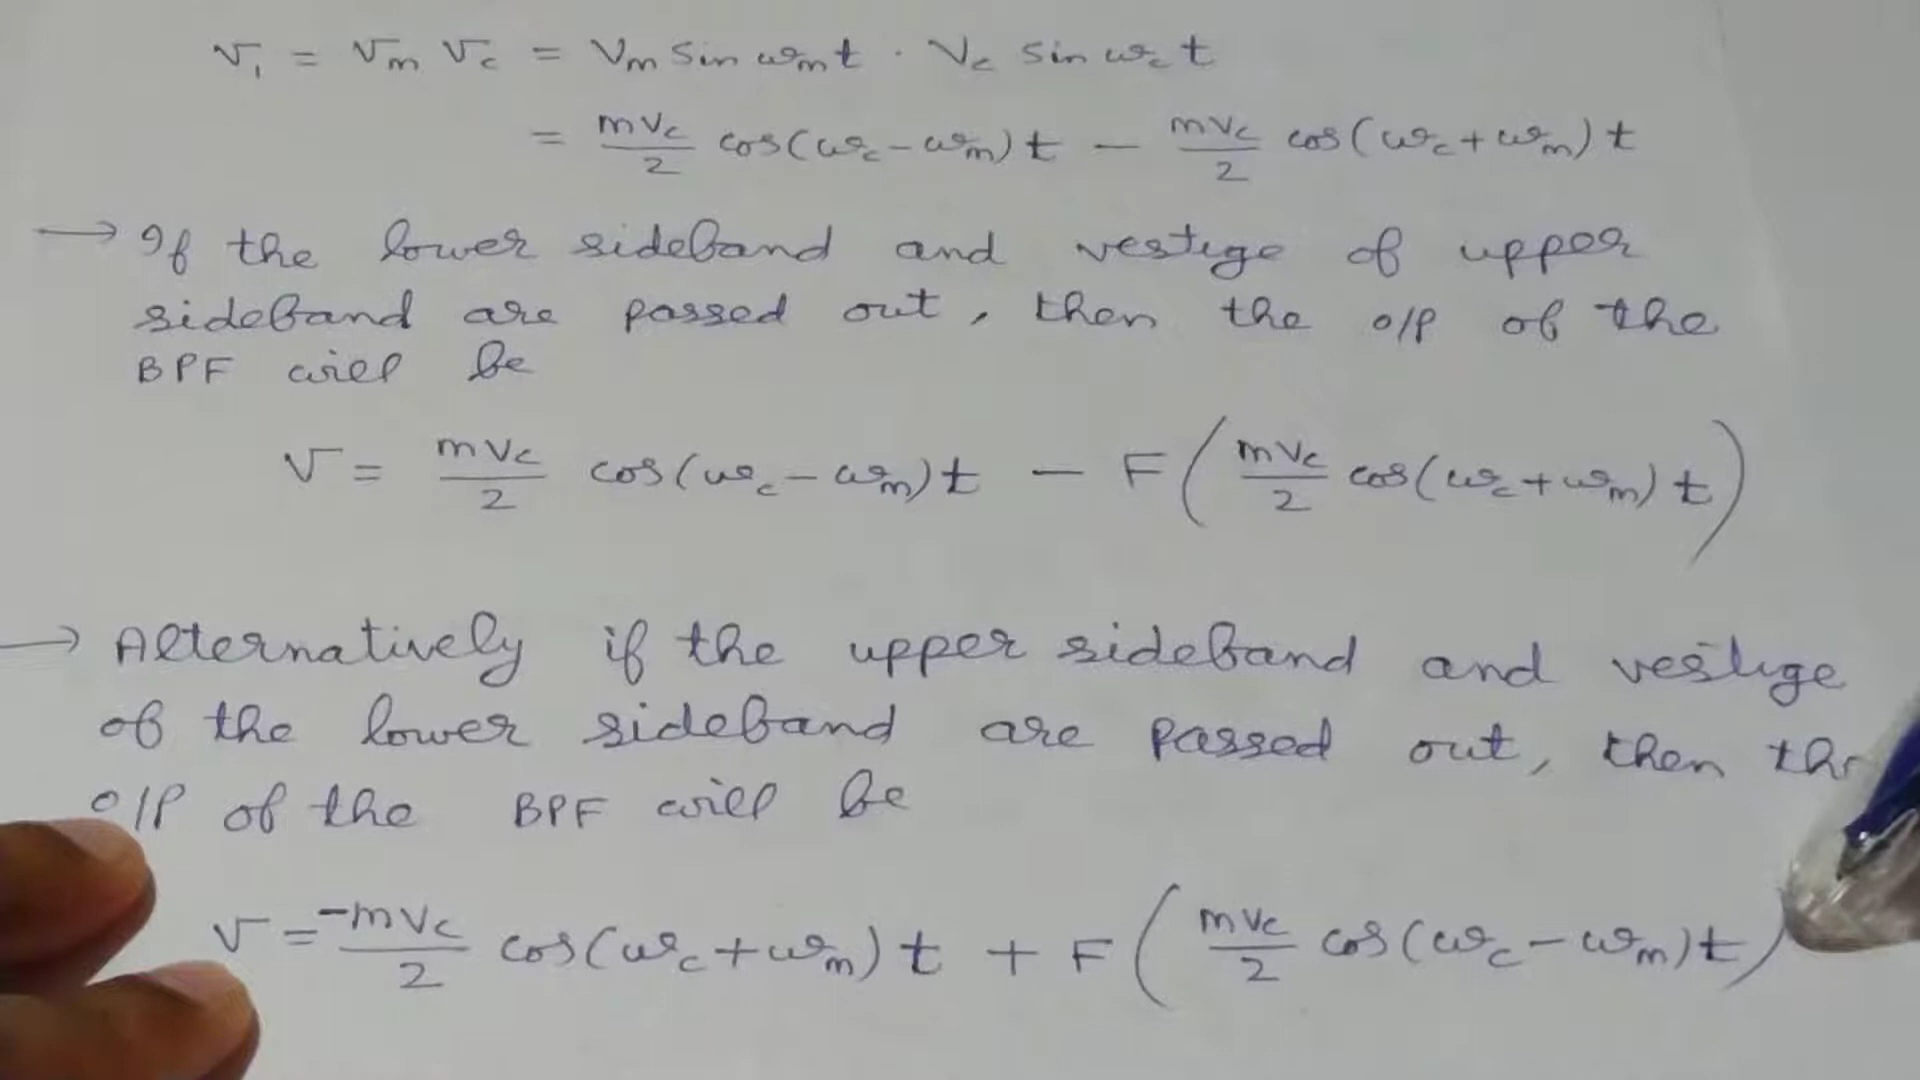 v₁ = vₘ v꜀ = Vₘ sin ωₘt · V꜀ sin ω꜀t
= mV꜀/2 cos(ω꜀-ωₘ)t - mV꜀/2 cos(ω꜀+ωₘ)t
→ If the lower sideband and vestige of upper
sideband are passed out, then the o/p of the
BPF will be
v = mV꜀/2 cos(ω꜀-ωₘ)t - F(mV꜀/2 cos(ω꜀+ωₘ)t)
→ Alternatively if the upper sideband and vestige
of the lower sideband are passed out, then the
o/p of the BPF will be
v = -mV꜀/2 cos(ω꜀+ωₘ)t + F(mV꜀/2 cos(ω꜀-ωₘ)t)